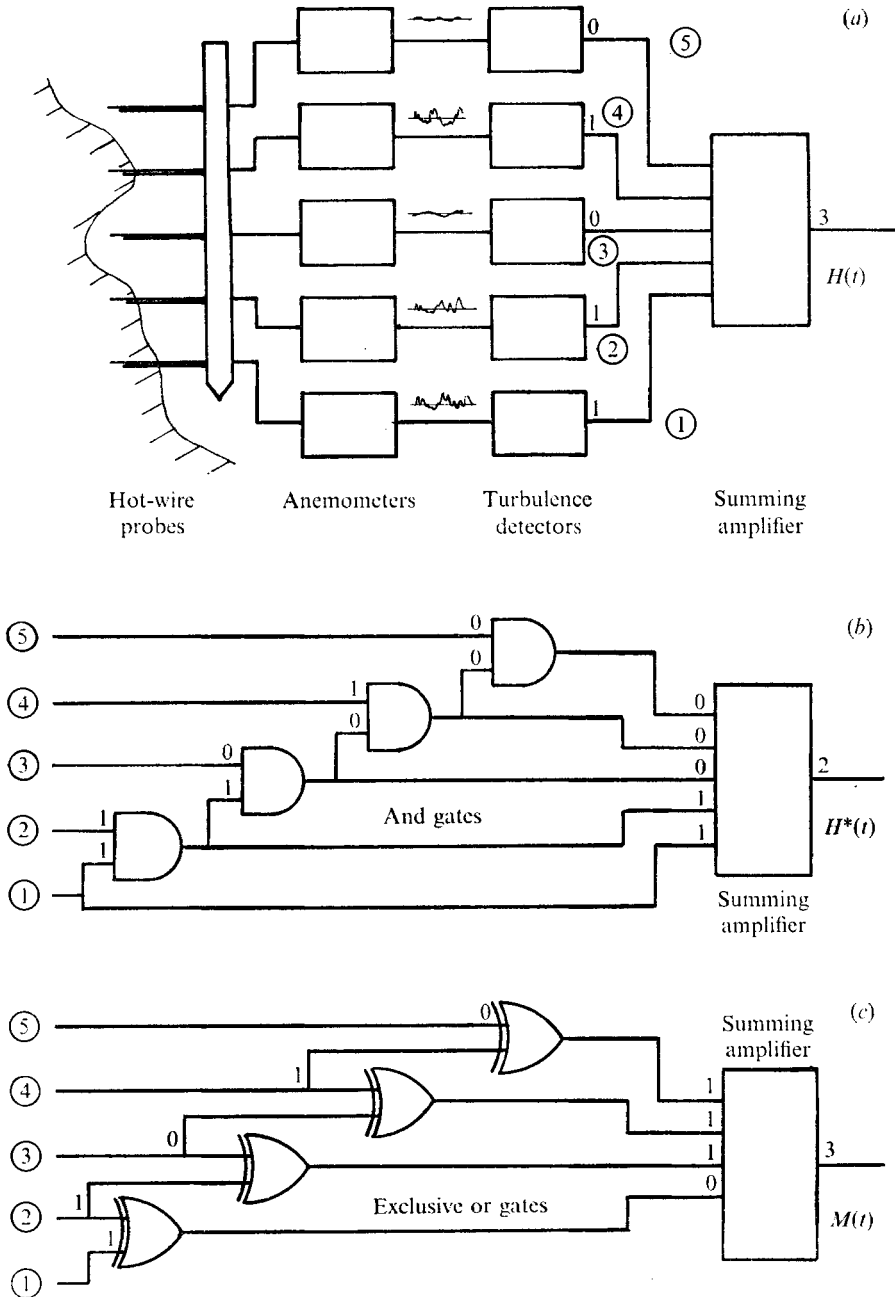 (a)
0
⑤
1
④
0
③
1
②
1
①
3
H(t)
Hot-wire
probes
Anemometers
Turbulence
detectors
Summing
amplifier
(b)
⑤
0
0
④
1
0
③
0
1
②
1
1
①
And gates
0
0
0
1
1
2
H*(t)
Summing
amplifier
(c)
Summing
amplifier
⑤
0
④
1
③
0
②
1
1
①
Exclusive or gates
1
1
1
0
3
M(t)